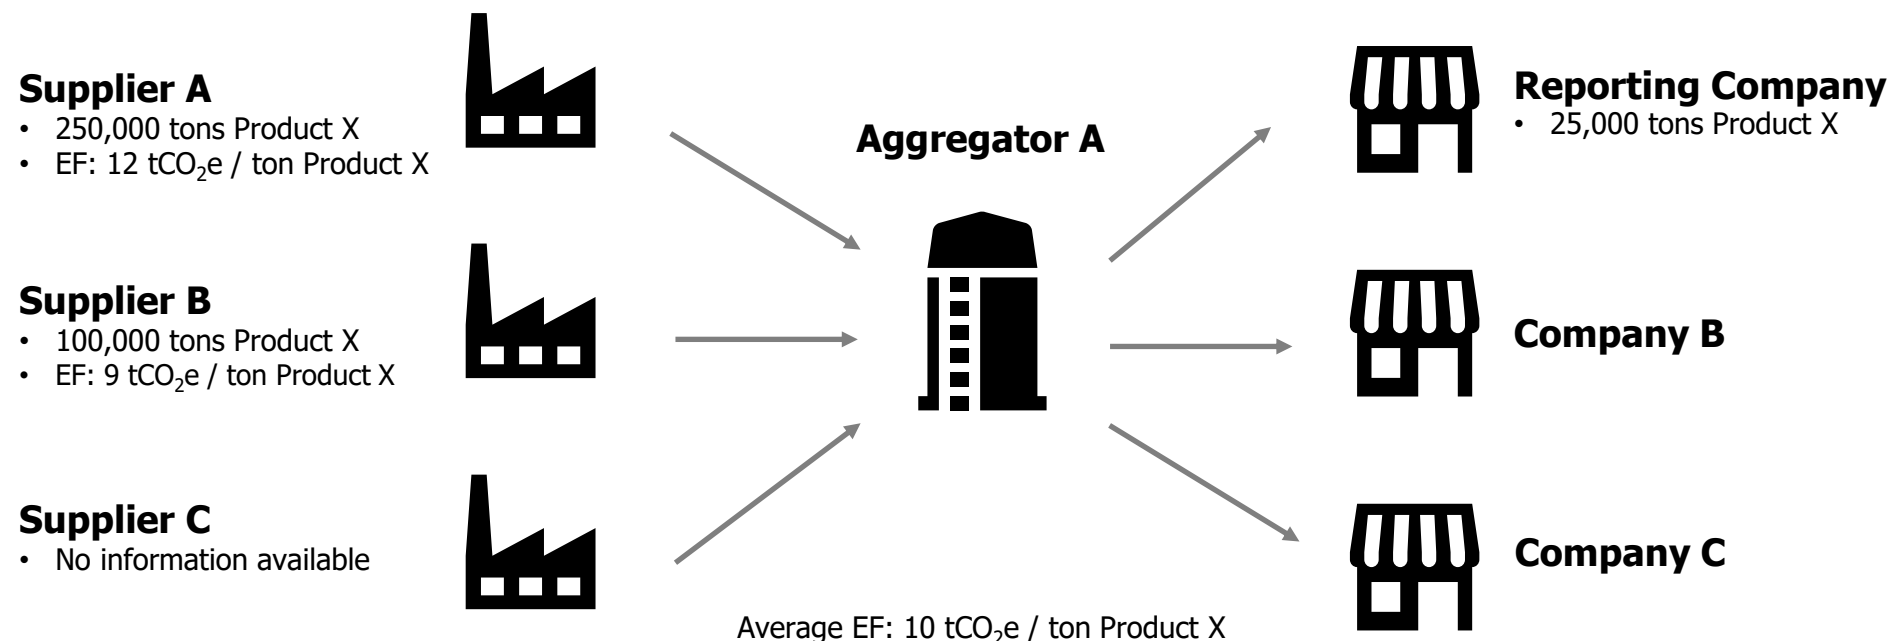 Supplier A
• 250,000 tons Product X
• EF: 12 tCO₂e / ton Product X
Supplier B
• 100,000 tons Product X
• EF: 9 tCO₂e / ton Product X
Supplier C
• No information available
Aggregator A
Average EF: 10 tCO₂e / ton Product X
Reporting Company
• 25,000 tons Product X
Company B
Company C